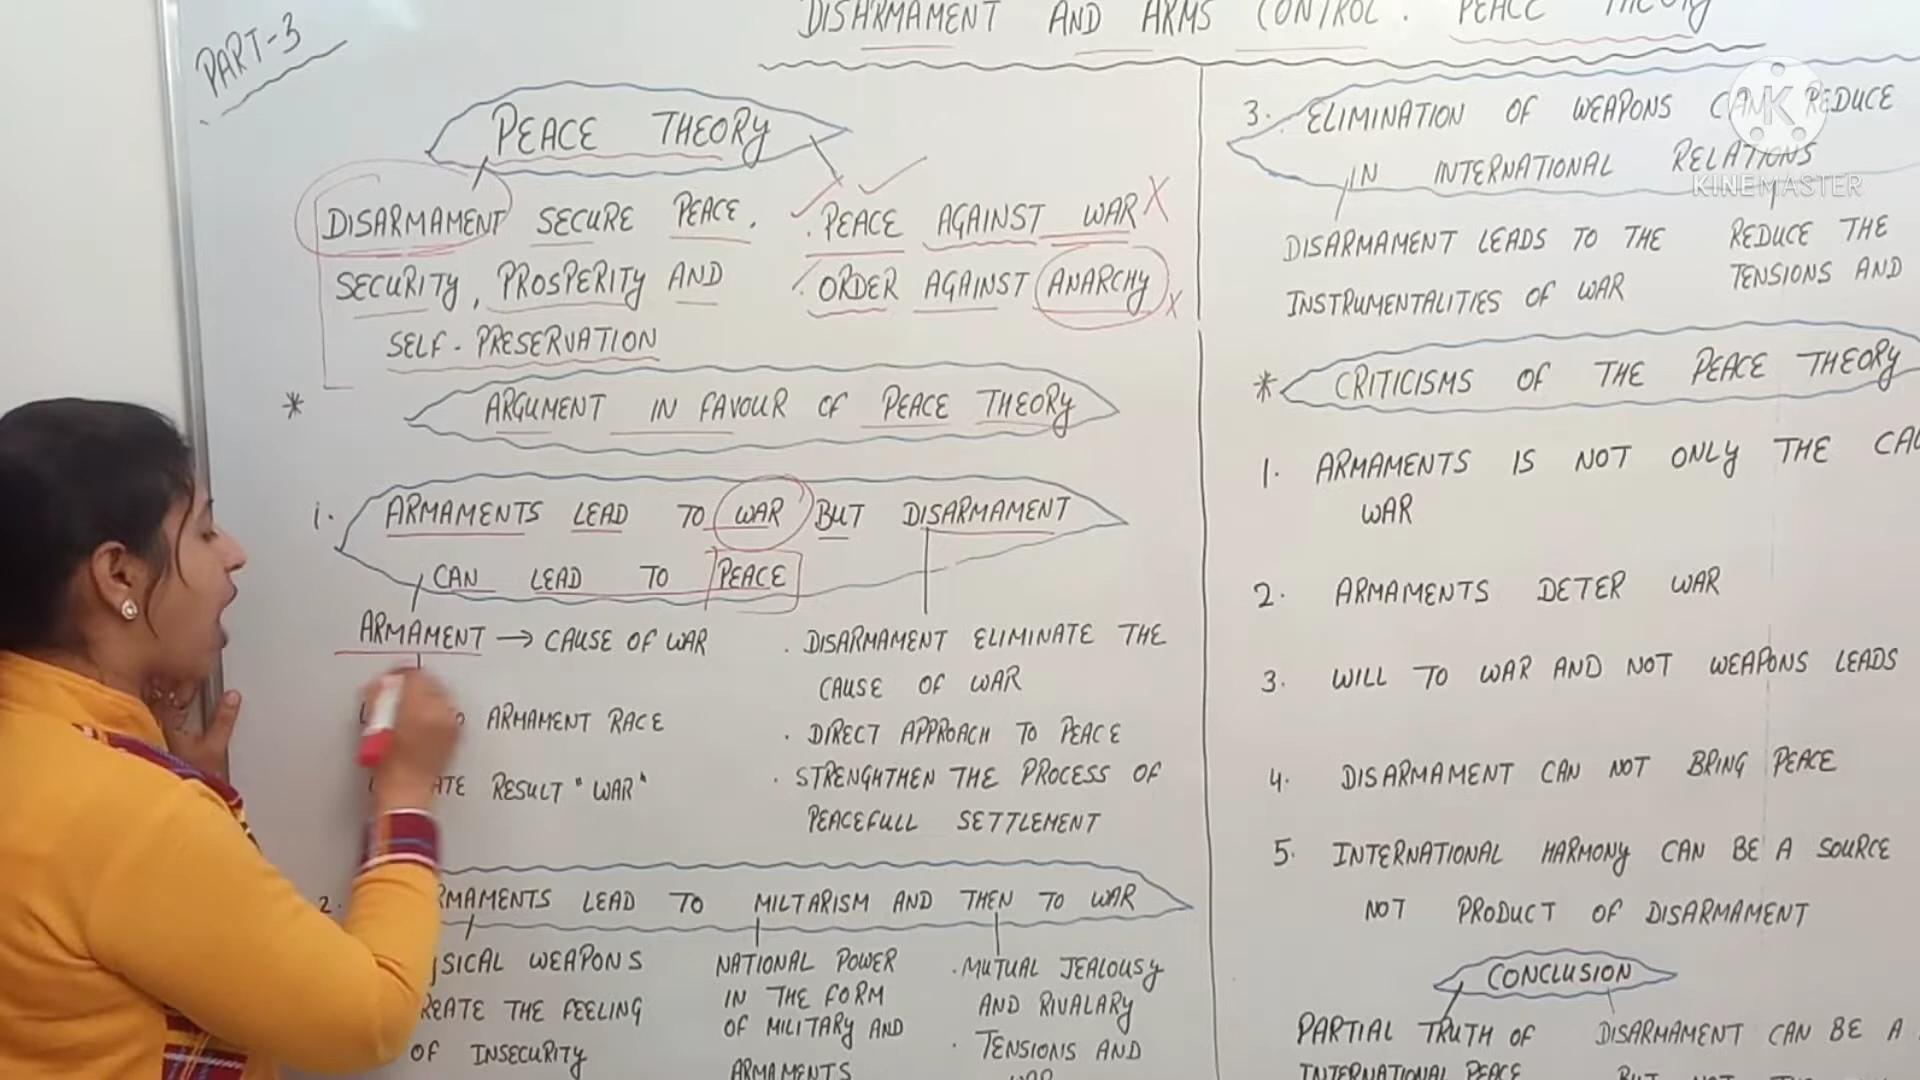 PART-3
DISARMAMENT AND ARMS CONTROL. PEACE THEORY
PEACE THEORY
DISARMAMENT SECURE PEACE.
SECURITY, PROSPERITY AND
SELF-PRESERVATION
. PEACE AGAINST WAR X
. ORDER AGAINST ANARCHY X
* ARGUMENT IN FAVOUR OF PEACE THEORY
1. ARMAMENTS LEAD TO WAR BUT DISARMAMENT
CAN LEAD TO PEACE
ARMAMENT → CAUSE OF WAR
ARMAMENT RACE
RESULT "WAR"
. DISARMAMENT ELIMINATE THE
CAUSE OF WAR
. DIRECT APPROACH TO PEACE
. STRENGHTHEN THE PROCESS OF
PEACEFULL SETTLEMENT
2. LEAD TO MILTARISM AND THEN TO WAR
WEAPONS
THE FEELING
OF INSECURITY
NATIONAL POWER
IN THE FORM
OF MILITARY AND
ARMAMENTS
. MUTUAL JEALOUSY
AND RIVALARY
. TENSIONS AND
WAR
3. ELIMINATION OF WEAPONS CAN REDUCE
IN INTERNATIONAL RELATIONS
DISARMAMENT LEADS TO THE
INSTRUMENTALITIES OF WAR
REDUCE THE
TENSIONS AND
* CRITICISMS OF THE PEACE THEORY
1. ARMAMENTS IS NOT ONLY THE
WAR
2. ARMAMENTS DETER WAR
3. WILL TO WAR AND NOT WEAPONS LEADS
4. DISARMAMENT CAN NOT BRING PEACE
5. INTERNATIONAL HARMONY CAN BE A SOURCE
NOT PRODUCT OF DISARMAMENT
CONCLUSION
PARTIAL TRUTH OF
INTERNATIONAL PEACE
DISARMAMENT CAN BE A
BUT NOT
K
KINEMASTER